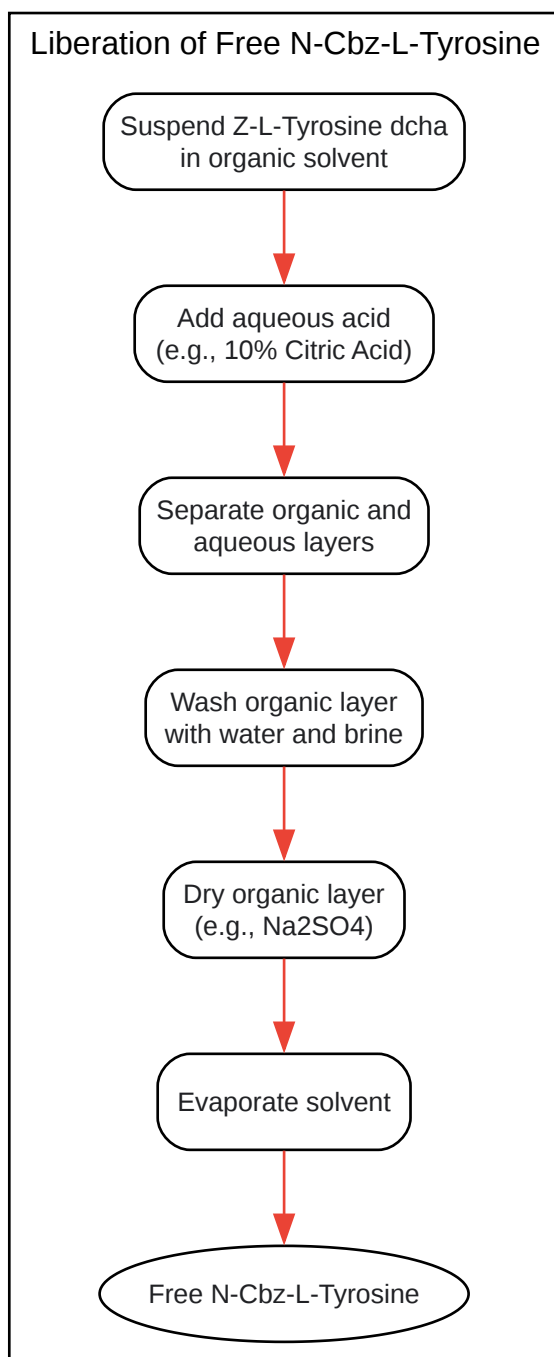 Liberation of Free N-Cbz-L-Tyrosine
Suspend Z-L-Tyrosine dcha
in organic solvent
Add aqueous acid
(e.g., 10% Citric Acid)
Separate organic and
aqueous layers
Wash organic layer
with water and brine
Dry organic layer
(e.g., Na2SO4)
Evaporate solvent
Free N-Cbz-L-Tyrosine